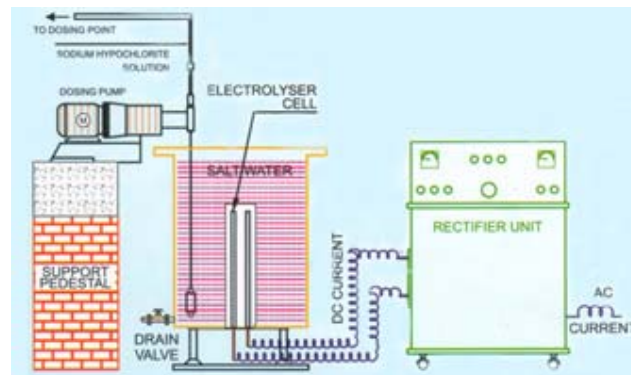 TO DOSING POINT
SODIUM HYPOCHLORITE
SOLUTION
DOSING PUMP
M
ELECTROLYSER
CELL
SALT WATER
RECTIFIER UNIT
SUPPORT
PEDESTAL
DC CURRENT
AC
CURRENT
DRAIN
VALVE